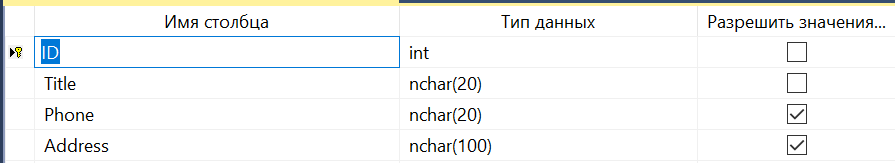 Имя столбца Тип данных Разрешить значения...
ID int
Title nchar(20)
Phone nchar(20)
Address nchar(100)